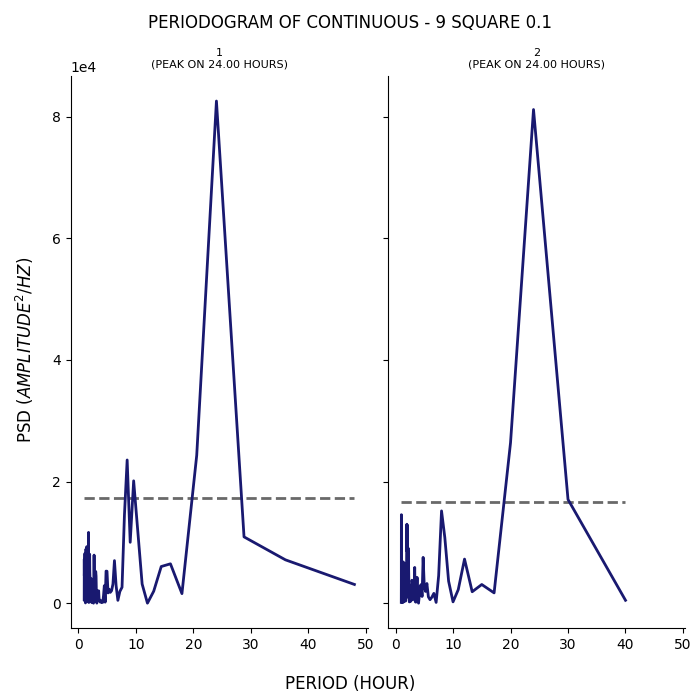 PERIODOGRAM OF CONTINUOUS - 9 SQUARE 0.1
1
(PEAK ON 24.00 HOURS)
2
(PEAK ON 24.00 HOURS)
1e4
8
6
4
2
0
PSD (AMPLITUDE²/HZ)
0 10 20 30 40 50
0 10 20 30 40 50
PERIOD (HOUR)